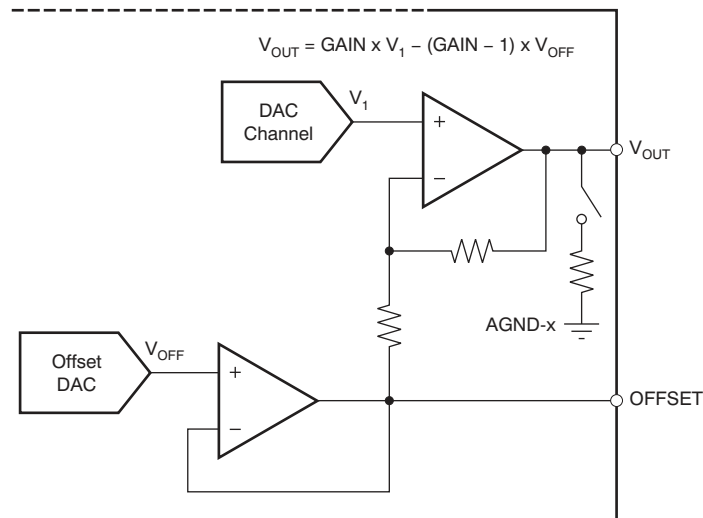 V_OUT = GAIN x V_1 – (GAIN – 1) x V_OFF
DAC
Channel
V_1
+
–
V_OUT
AGND-x
Offset
DAC
V_OFF
+
–
OFFSET